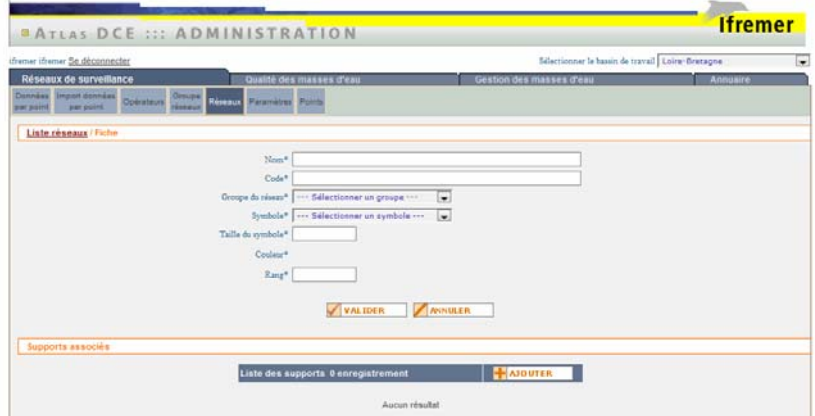 Ifremer
ATLAS DCE ::: ADMINISTRATION
ifremer ifremer Se déconnecter
Sélectionner le bassin de travail Loire-Bretagne
Réseaux de surveillance Qualité des masses d'eau Gestion des masses d'eau Annuaire
Données par point Import données par point Opérateurs Groupe réseaux Réseaux Paramètres Points
Liste réseaux / Fiche
Nom*
Code*
Groupe du réseau* --- Sélectionner un groupe ---
Symbole* --- Sélectionner un symbole ---
Taille du symbole*
Couleur*
Rang*
VALIDER ANNULER
Supports associés
Liste des supports 0 enregistrement AJOUTER
Aucun résultat